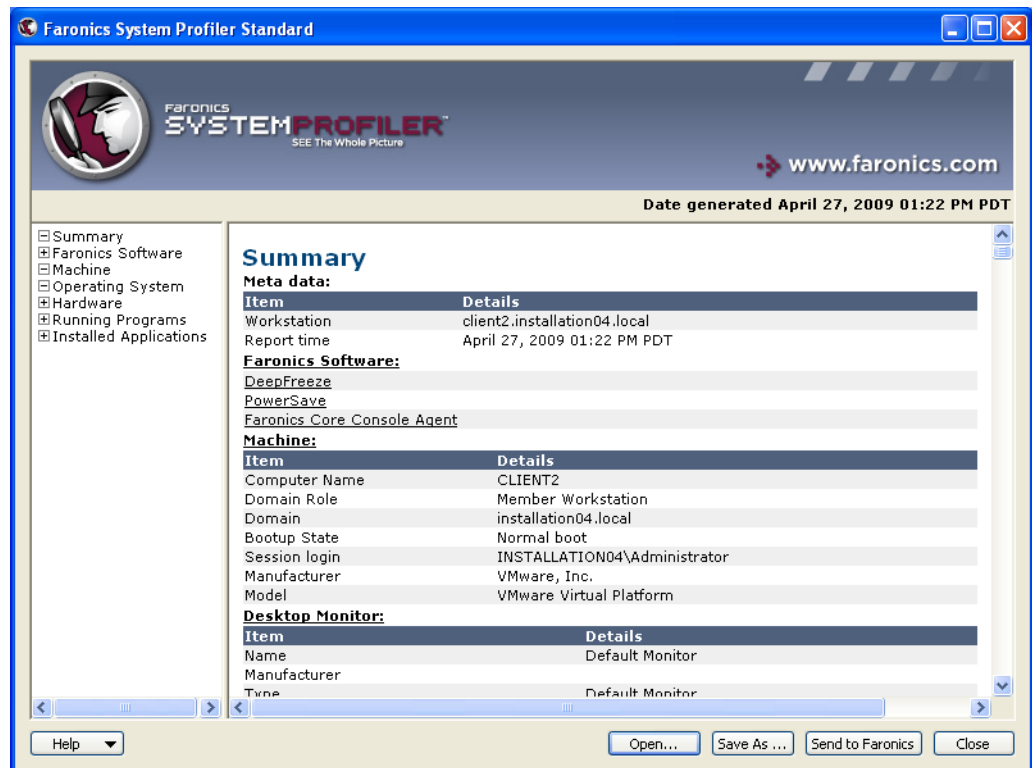 Faronics System Profiler Standard
Faronics
SYSTEMPROFILER™
SEE The Whole Picture
www.faronics.com
Date generated April 27, 2009 01:22 PM PDT
Summary
Faronics Software
Machine
Operating System
Hardware
Running Programs
Installed Applications
Summary
Meta data:
Item Details
Workstation client2.installation04.local
Report time April 27, 2009 01:22 PM PDT
Faronics Software:
DeepFreeze
PowerSave
Faronics Core Console Agent
Machine:
Item Details
Computer Name CLIENT2
Domain Role Member Workstation
Domain installation04.local
Bootup State Normal boot
Session login INSTALLATION04\Administrator
Manufacturer VMware, Inc.
Model VMware Virtual Platform
Desktop Monitor:
Item Details
Name Default Monitor
Manufacturer
Type Default Monitor
Help Open... Save As ... Send to Faronics Close